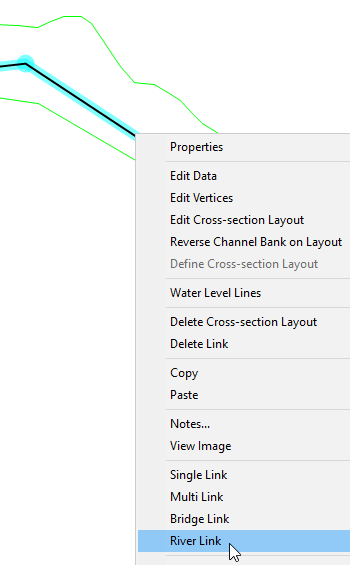 Properties
Edit Data
Edit Vertices
Edit Cross-section Layout
Reverse Channel Bank on Layout
Define Cross-section Layout
Water Level Lines
Delete Cross-section Layout
Delete Link
Copy
Paste
Notes...
View Image
Single Link
Multi Link
Bridge Link
River Link